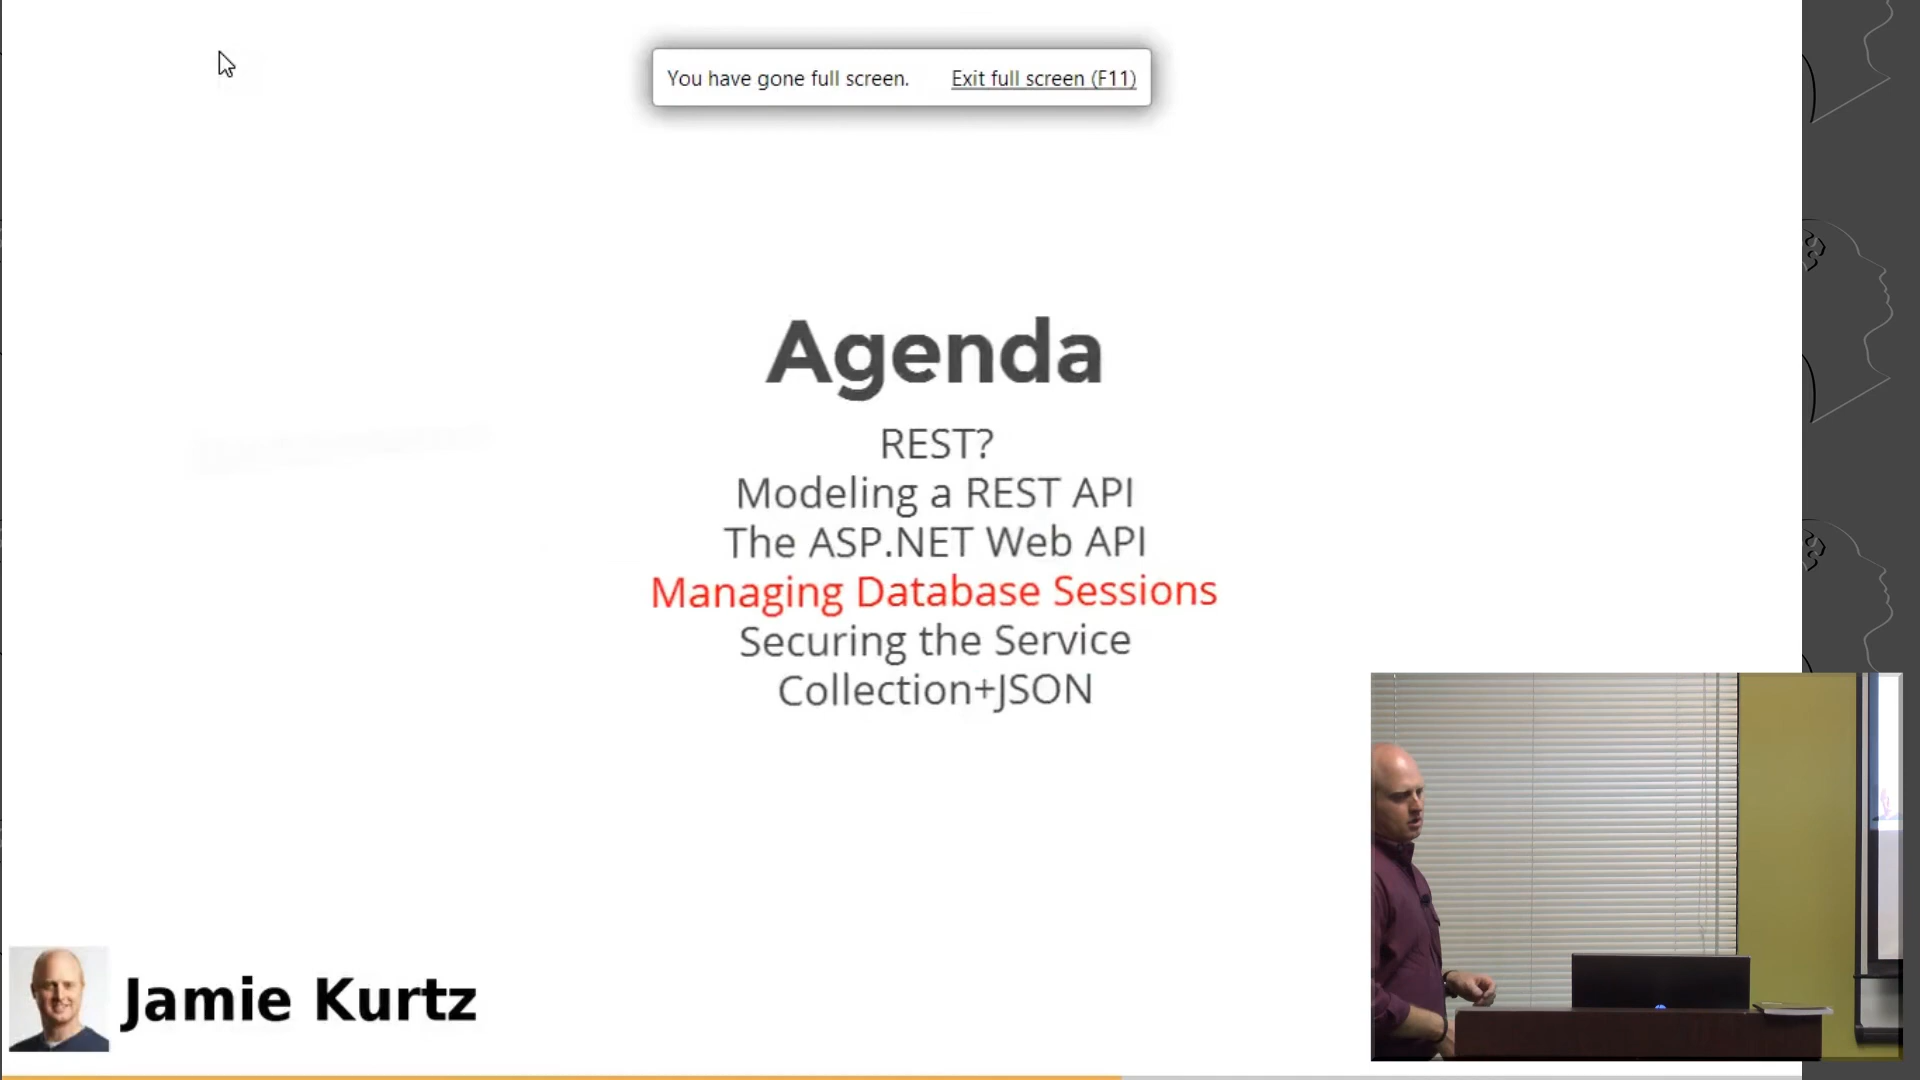 You have gone full screen. Exit full screen (F11)
Agenda
REST?
Modeling a REST API
The ASP.NET Web API
Managing Database Sessions
Securing the Service
Collection+JSON
Jamie Kurtz